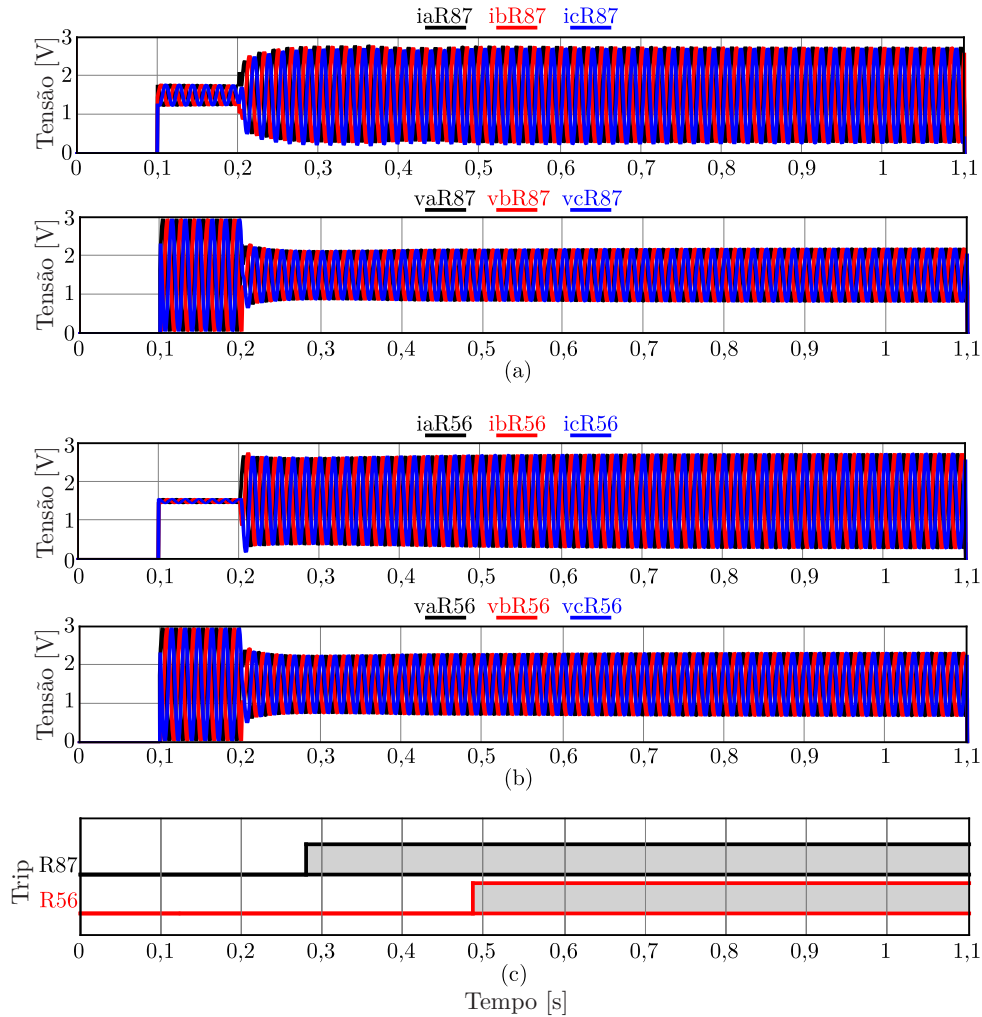 iaR87 ibR87 icR87
Tensão [V]
3
2
1
0
0 0,1 0,2 0,3 0,4 0,5 0,6 0,7 0,8 0,9 1 1,1
vaR87 vbR87 vcR87
Tensão [V]
3
2
1
0
0 0,1 0,2 0,3 0,4 0,5 0,6 0,7 0,8 0,9 1 1,1
(a)
iaR56 ibR56 icR56
Tensão [V]
3
2
1
0
0 0,1 0,2 0,3 0,4 0,5 0,6 0,7 0,8 0,9 1 1,1
vaR56 vbR56 vcR56
Tensão [V]
3
2
1
0
0 0,1 0,2 0,3 0,4 0,5 0,6 0,7 0,8 0,9 1 1,1
(b)
Trip
R87
R56
0 0,1 0,2 0,3 0,4 0,5 0,6 0,7 0,8 0,9 1 1,1
(c)
Tempo [s]